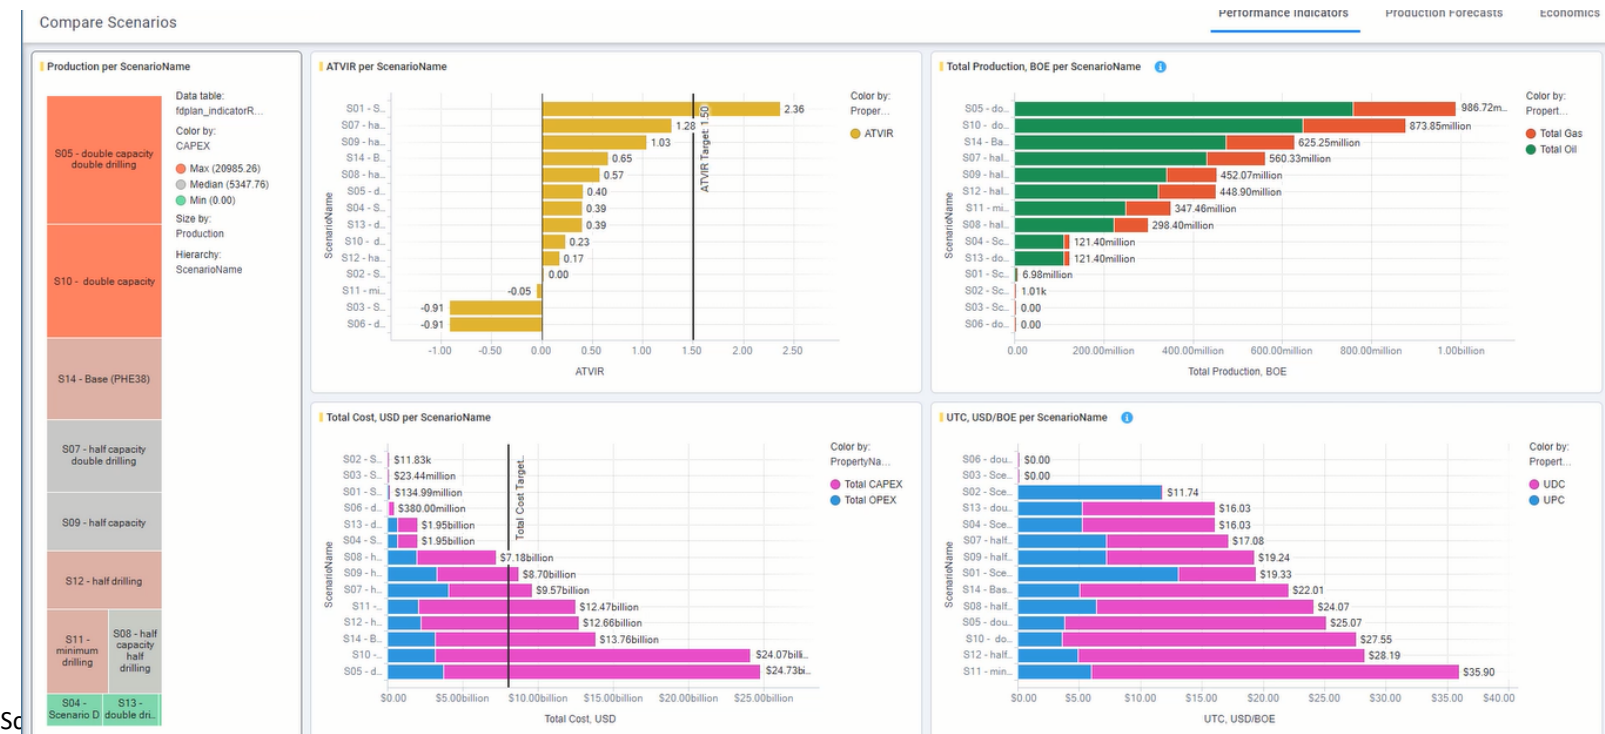 Compare Scenarios
Performance Indicators
Production Forecasts
Economics
Production per ScenarioName
Data table:
fdplan_indicatorR...
Color by:
CAPEX
Max (20985.26)
Median (5347.76)
Min (0.00)
Size by:
Production
Hierarchy:
ScenarioName
S05 - double capacity
double drilling
S10 - double capacity
S14 - Base (PHE38)
S07 - half capacity
double drilling
S09 - half capacity
S12 - half drilling
S11 -
minimum
drilling
S08 - half
capacity
half
drilling
S04 -
Scenario D
S13 -
double dri...
ATVIR per ScenarioName
ScenarioName
S01 - S... 2.36
S07 - ha... 1.28
S09 - ha... 1.03
S14 - B... 0.65
S08 - ha... 0.57
S05 - d... 0.40
S04 - S... 0.39
S13 - d... 0.39
S10 - d... 0.23
S12 - ha... 0.17
S02 - S... 0.00
S11 - mi... -0.05
S03 - S... -0.91
S06 - d... -0.91
ATVIR Target: 1.50
-1.00 -0.50 0.00 0.50 1.00 1.50 2.00 2.50
ATVIR
Color by:
Proper...
ATVIR
Total Production, BOE per ScenarioName
ScenarioName
S05 - do... 986.72m...
S10 - do... 873.85million
S14 - Ba... 625.25million
S07 - hal... 560.33million
S09 - hal... 452.07million
S12 - hal... 448.90million
S11 - mi... 347.46million
S08 - hal... 298.40million
S04 - Sc... 121.40million
S13 - do... 121.40million
S01 - Sc... 6.98million
S02 - Sc... 1.01k
S03 - Sc... 0.00
S06 - do... 0.00
0.00 200.00million 400.00million 600.00million 800.00million 1.00billion
Total Production, BOE
Color by:
Propert...
Total Gas
Total Oil
Total Cost, USD per ScenarioName
ScenarioName
S02 - S... $11.83k
S03 - S... $23.44million
S01 - S... $134.99million
S06 - d... $380.00million
S13 - d... $1.95billion
S04 - S... $1.95billion
S08 - h... $7.18billion
S09 - h... $8.70billion
S07 - h... $9.57billion
S11 -... $12.47billion
S12 - h... $12.66billion
S14 - B... $13.76billion
S10 -... $24.07billi...
S05 - d... $24.73bi...
Total Cost Target...
$0.00 $5.00billion $10.00billion $15.00billion $20.00billion $25.00billion
Total Cost, USD
Color by:
PropertyNa...
Total CAPEX
Total OPEX
UTC, USD/BOE per ScenarioName
ScenarioName
S06 - dou... $0.00
S03 - Sce... $0.00
S02 - Sce... $11.74
S13 - dou... $16.03
S04 - Sce... $16.03
S07 - half... $17.08
S09 - half... $19.24
S01 - Sce... $19.33
S14 - Bas... $22.01
S08 - half... $24.07
S05 - dou... $25.07
S10 - do... $27.55
S12 - half... $28.19
S11 - min... $35.90
$0.00 $5.00 $10.00 $15.00 $20.00 $25.00 $30.00 $35.00 $40.00
UTC, USD/BOE
Color by:
Propert...
UDC
UPC